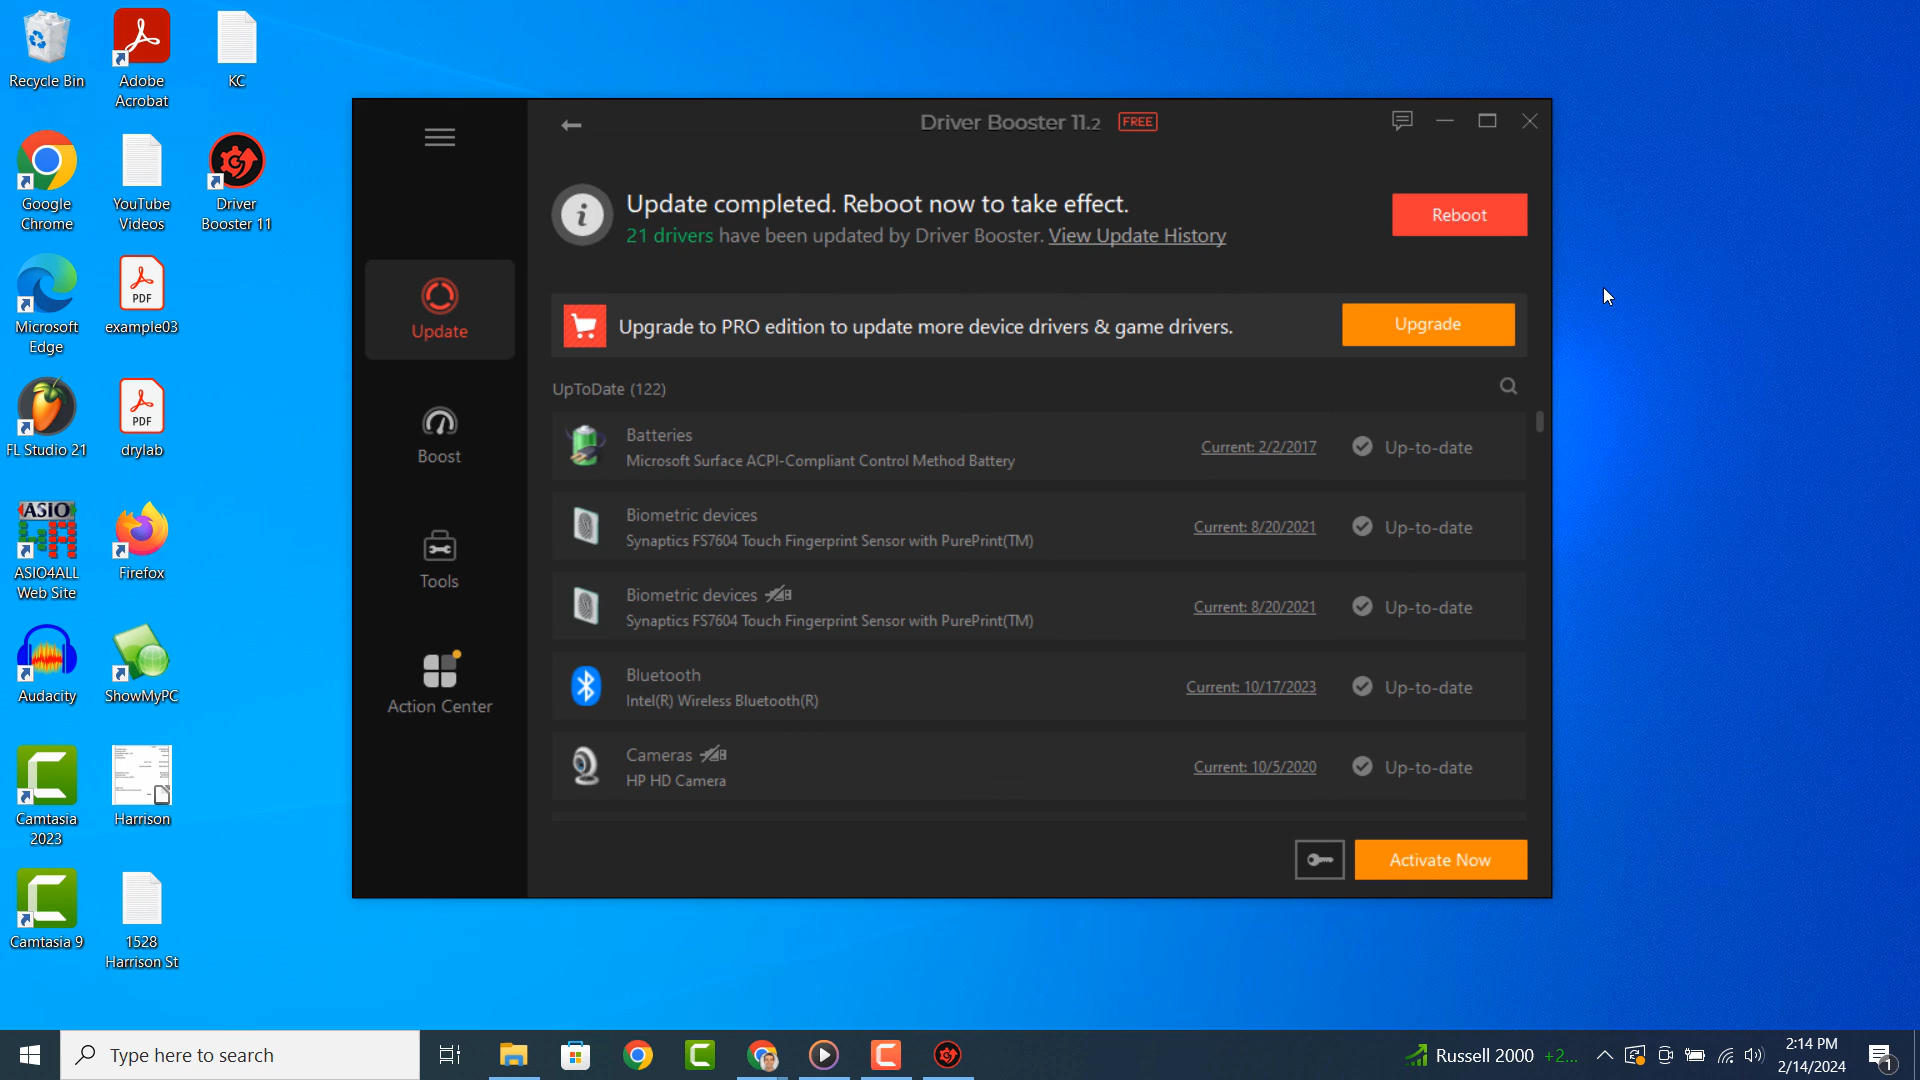 Recycle Bin
Adobe
Acrobat
KC
Google
Chrome
YouTube
Videos
Driver
Booster 11
Microsoft
Edge
PDF
example03
FL Studio 21
PDF
drylab
ASIO
ASIO4ALL
Web Site
Firefox
Audacity
ShowMyPC
Camtasia
2023
Harrison
Camtasia 9
1528
Harrison St
Driver Booster 11.2 FREE
Update completed. Reboot now to take effect.
21 drivers have been updated by Driver Booster. View Update History
Reboot
Upgrade to PRO edition to update more device drivers & game drivers.
Upgrade
Update
Boost
Tools
Action Center
UpToDate (122)
Batteries
Microsoft Surface ACPI-Compliant Control Method Battery
Current: 2/2/2017
Up-to-date
Biometric devices
Synaptics FS7604 Touch Fingerprint Sensor with PurePrint(TM)
Current: 8/20/2021
Up-to-date
Biometric devices
Synaptics FS7604 Touch Fingerprint Sensor with PurePrint(TM)
Current: 8/20/2021
Up-to-date
Bluetooth
Intel(R) Wireless Bluetooth(R)
Current: 10/17/2023
Up-to-date
Cameras
HP HD Camera
Current: 10/5/2020
Up-to-date
Activate Now
Type here to search
Russell 2000 +2...
2:14 PM
2/14/2024
1